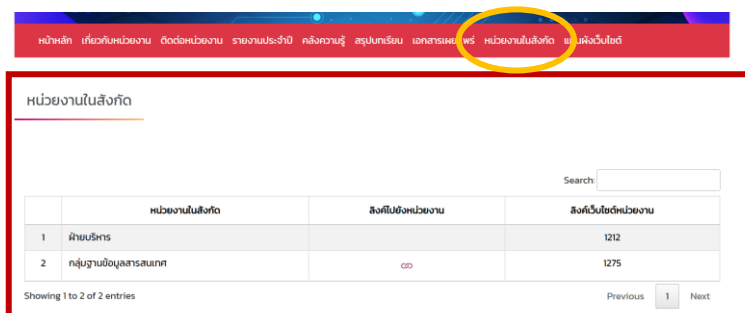 หน้าหลัก เกี่ยวกับหน่วยงาน ติดต่อหน่วยงาน รายงานประจำปี คลังความรู้ สรุปบทเรียน เอกสารเผยแพร่ หน่วยงานในสังกัด แผนผังเว็บไซต์
หน่วยงานในสังกัด
Search:
หน่วยงานในสังกัด ลิงค์ไปยังหน่วยงาน ลิงค์เว็บไซต์หน่วยงาน
1 ฝ่ายบริหาร 1212
2 กลุ่มฐานข้อมูลสารสนเทศ 1275
Showing 1 to 2 of 2 entries Previous 1 Next